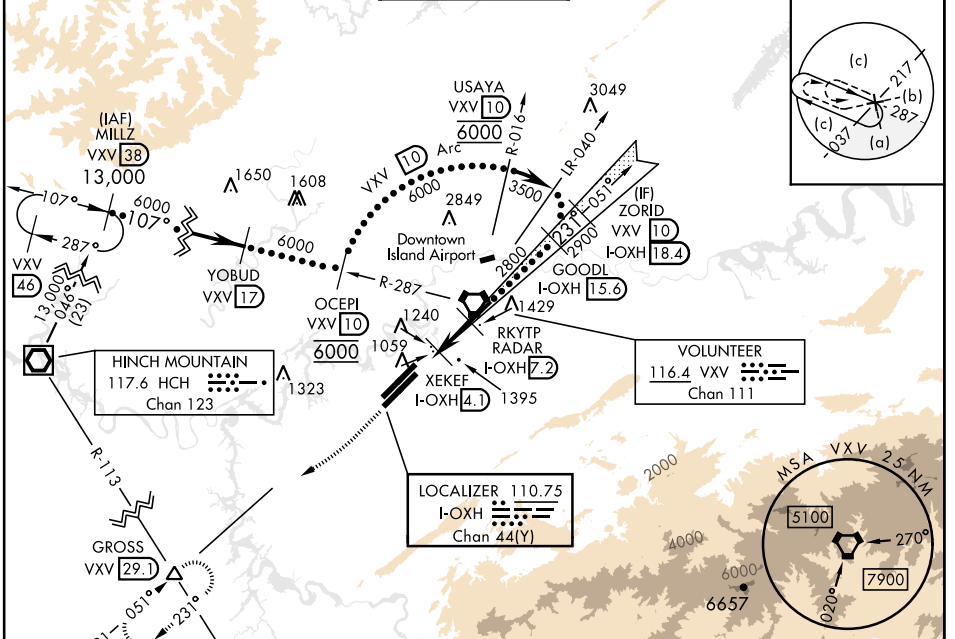 (IAF)
MILLZ
VXV 38
13,000
USAYA
VXV 10
6000
R-016
3049
LR-040
(c)
217
(b)
287
(c)
037
(a)
1650
1608
VXV 10 Arc
6000
3500
051°
(IF)
ZORID
VXV 10
I-OXH 18.4
107°
6000
107°
2849
231°
287°
Downtown
Island Airport
2800
2900
6000
GOODL
I-OXH 15.6
VXV
46
YOBUD
VXV 17
R-287
13,000
046°
(23)
OCEPI
VXV 10
6000
1240
1429
1059
RKYTP
RADAR
I-OXH 7.2
HINCH MOUNTAIN
117.6 HCH
Chan 123
1323
XEKEF
I-OXH 4.1
1395
VOLUNTEER
116.4 VXV
Chan 111
R-113
LOCALIZER 110.75
I-OXH
Chan 44(Y)
2000
4000
6000
6657
MSA VXV 25 NM
5100
270°
7900
020°
GROSS
VXV 29.1
051°
231°